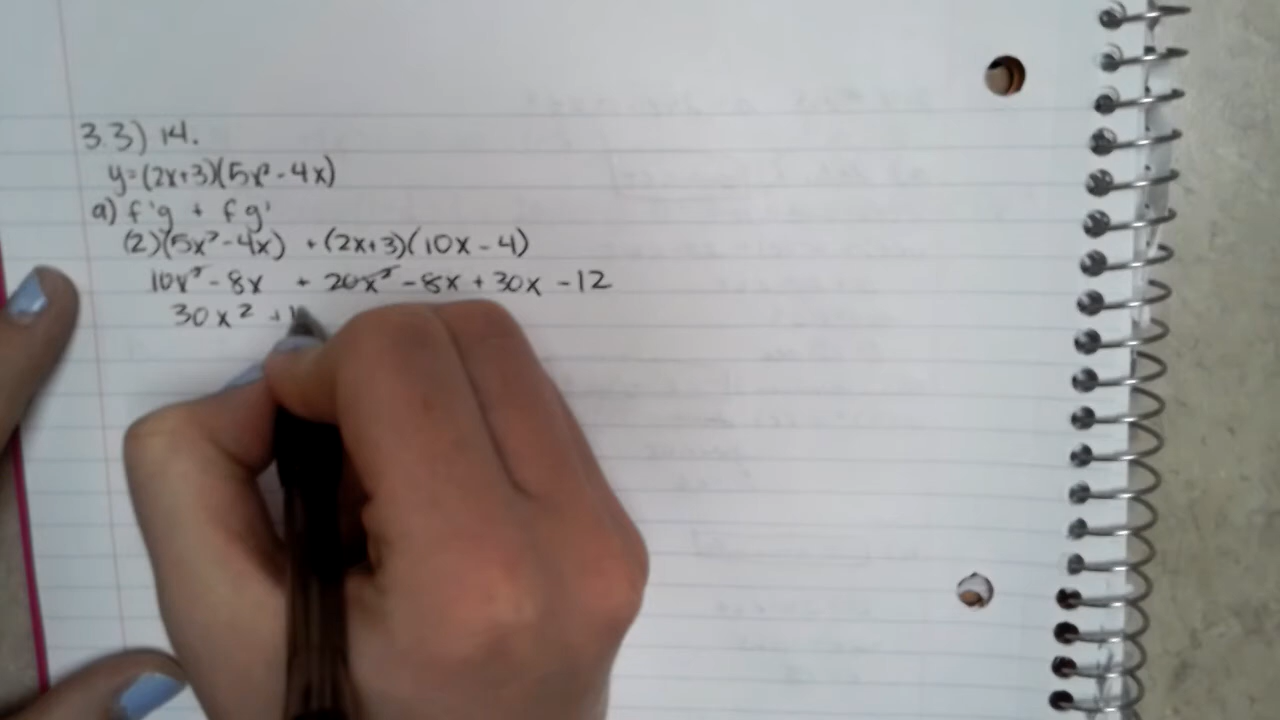 3.3) 14.
y=(2x+3)(5x² - 4x)
a) f'g + fg'
(2)(5x² - 4x) + (2x+3)(10x - 4)
10x² - 8x + 20x² - 8x + 30x - 12
30x² + 1